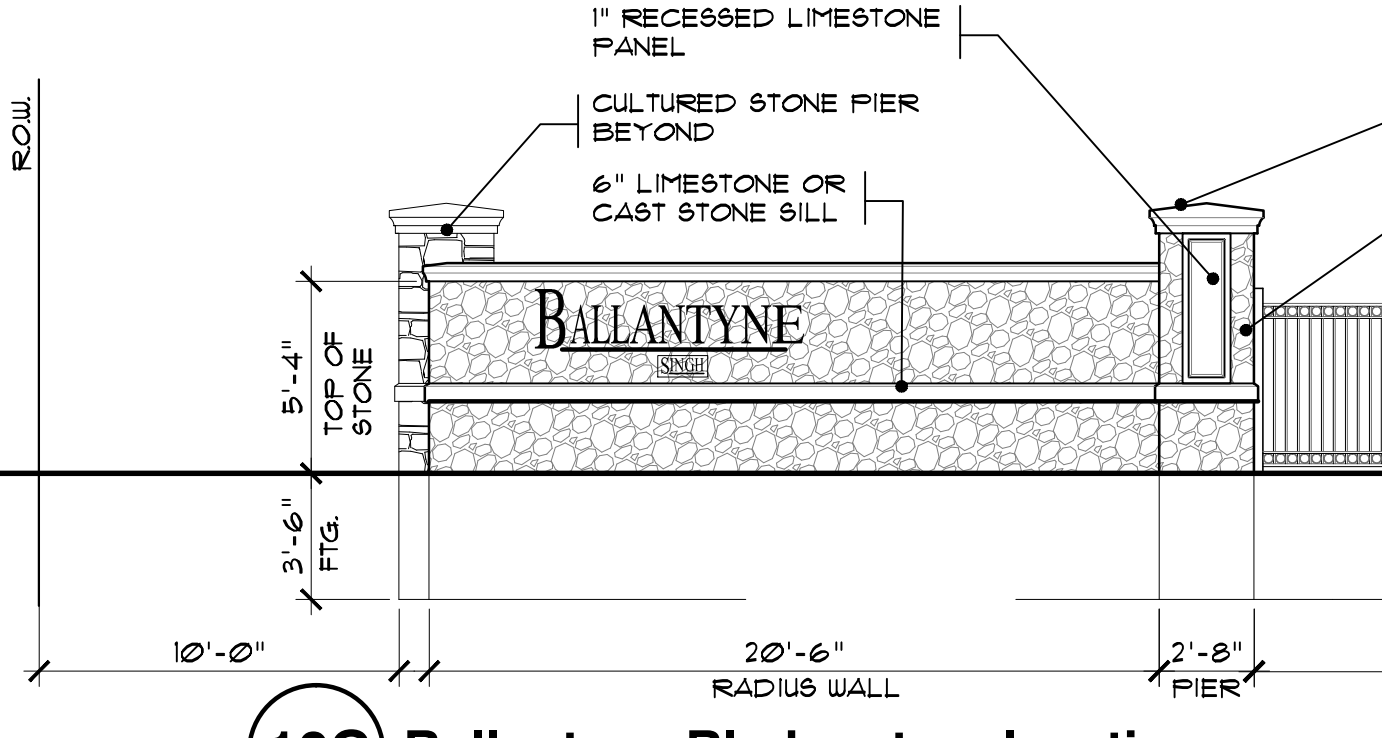 1" RECESSED LIMESTONE
PANEL
CULTURED STONE PIER
BEYOND
6" LIMESTONE OR
CAST STONE SILL
R.O.W.
BALLANTYNE
SINGH
5'-4"
TOP OF
STONE
3'-6"
FTG.
10'-0"
20'-6"
RADIUS WALL
2'-8"
PIER